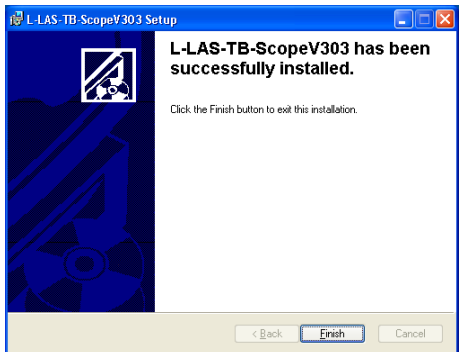 L-LAS-TB-ScopeV303 Setup
L-LAS-TB-ScopeV303 has been
successfully installed.
Click the Finish button to exit this installation.
< Back
Finish
Cancel